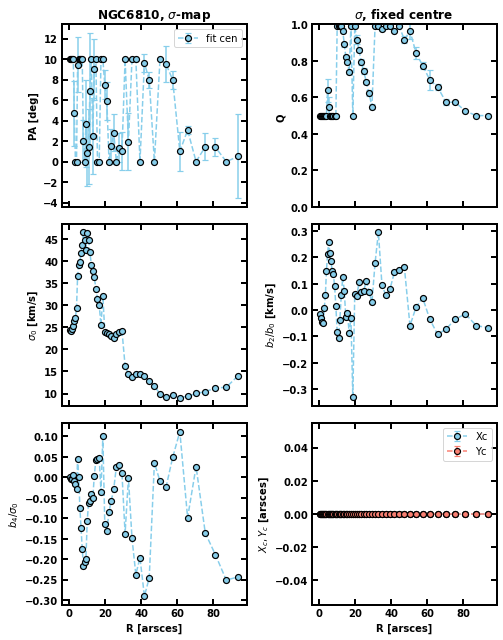 NGC6810, σ-map
σ, fixed centre
PA [deg]
12
10
8
6
4
2
0
−2
−4
fit cen
Q
1.0
0.8
0.6
0.4
0.2
0.0
σ₀ [km/s]
45
40
35
30
25
20
15
10
b₂/b₀ [km/s]
0.3
0.2
0.1
0.0
−0.1
−0.2
−0.3
b₄/σ₀
0.10
0.05
0.00
−0.05
−0.10
−0.15
−0.20
−0.25
−0.30
0 20 40 60 80
R [arsces]
Xc, Yc [arsces]
0.04
0.02
0.00
−0.02
−0.04
Xc
Yc
0 20 40 60 80
R [arsces]